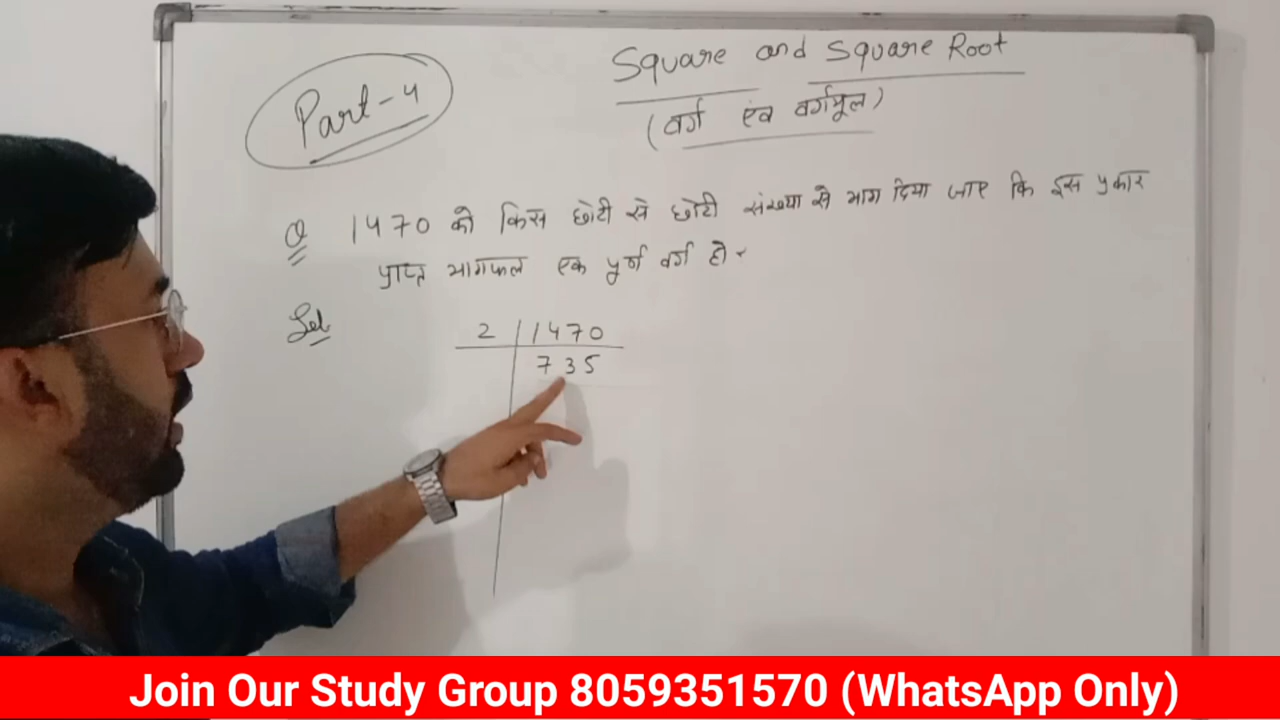 Part-4
Square and Square Root
(वर्ग एंव वर्गमूल)
Q 1470 को किस छोटी से छोटी संख्या से भाग दिया जाए कि इस प्रकार
प्राप्त भागफल एक पूर्ण वर्ग हो-
Sol
2 | 1470
735
Join Our Study Group 8059351570 (WhatsApp Only)